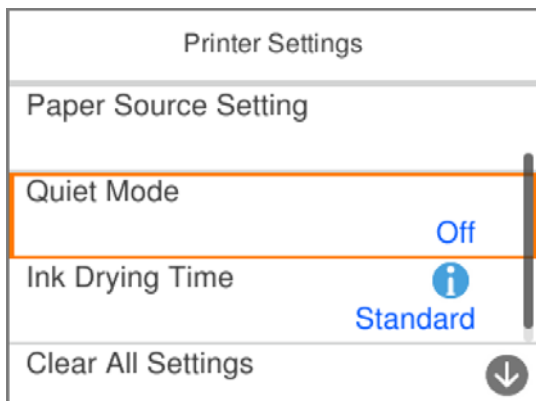 Printer Settings
Paper Source Setting
Quiet Mode
Off
Ink Drying Time
Standard
Clear All Settings